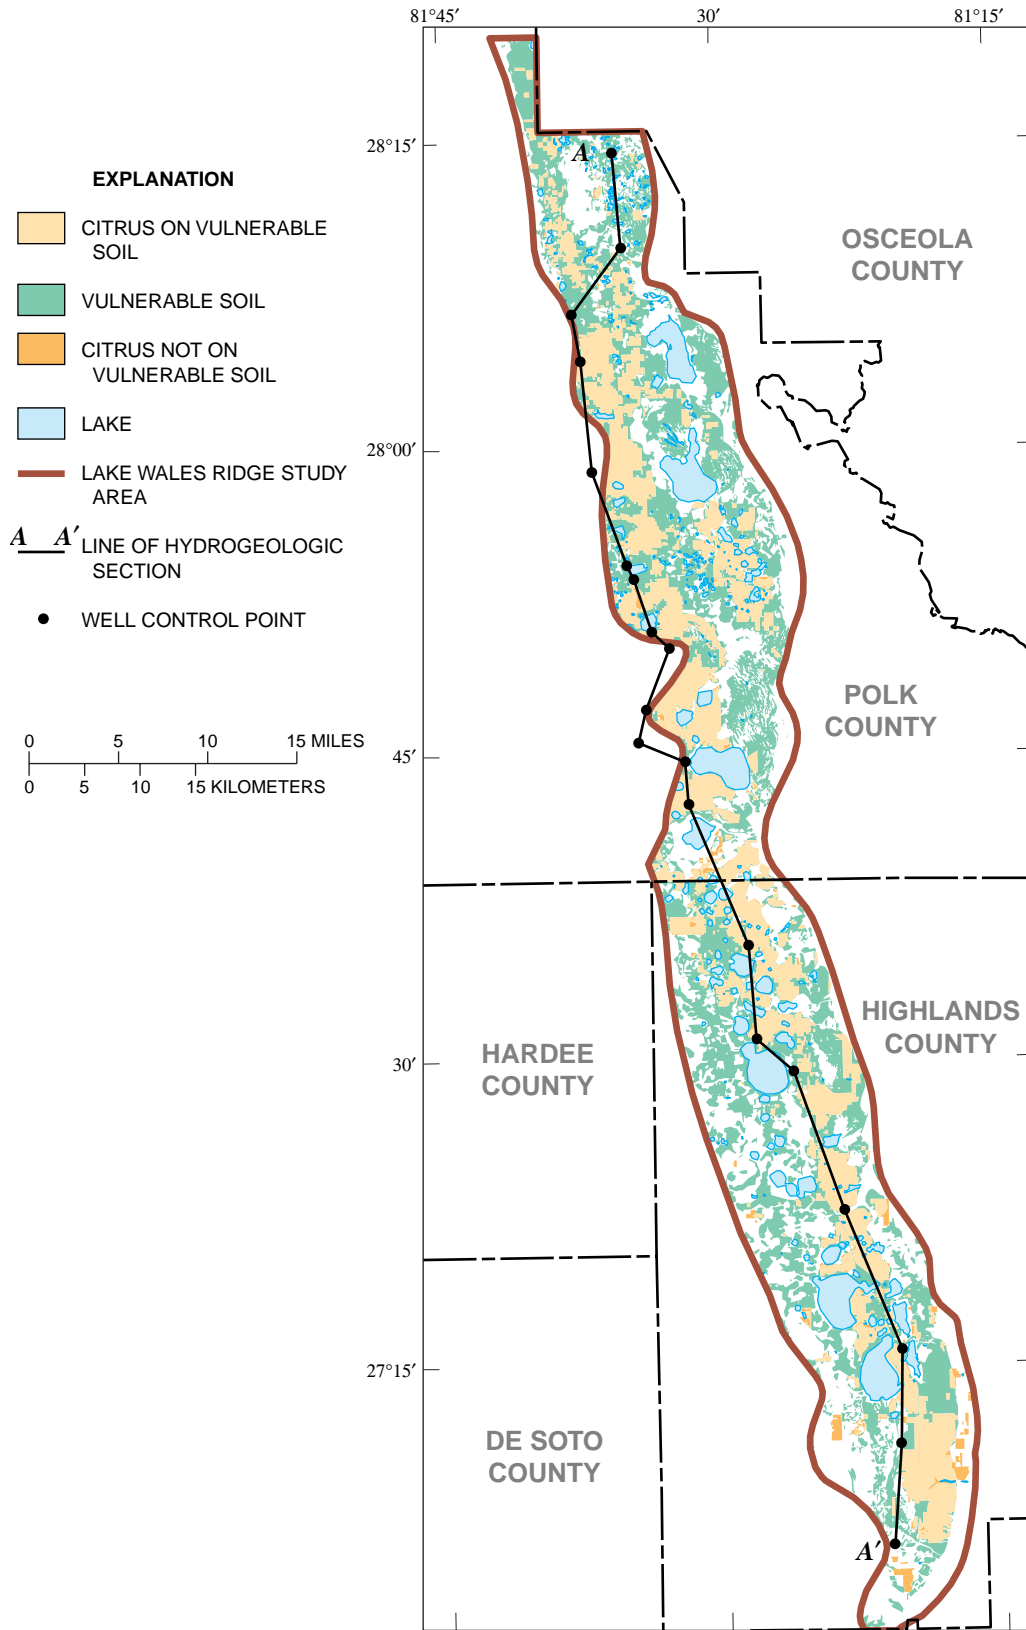 81°45′ 30′ 81°15′
28°15′
A
EXPLANATION
CITRUS ON VULNERABLE
SOIL
VULNERABLE SOIL
CITRUS NOT ON
VULNERABLE SOIL
LAKE
LAKE WALES RIDGE STUDY
AREA
A A′ LINE OF HYDROGEOLOGIC
SECTION
WELL CONTROL POINT
0 5 10 15 MILES
0 5 10 15 KILOMETERS
OSCEOLA
COUNTY
28°00′
POLK
COUNTY
45′
HIGHLANDS
COUNTY
HARDEE
COUNTY
30′
27°15′
DE SOTO
COUNTY
A′